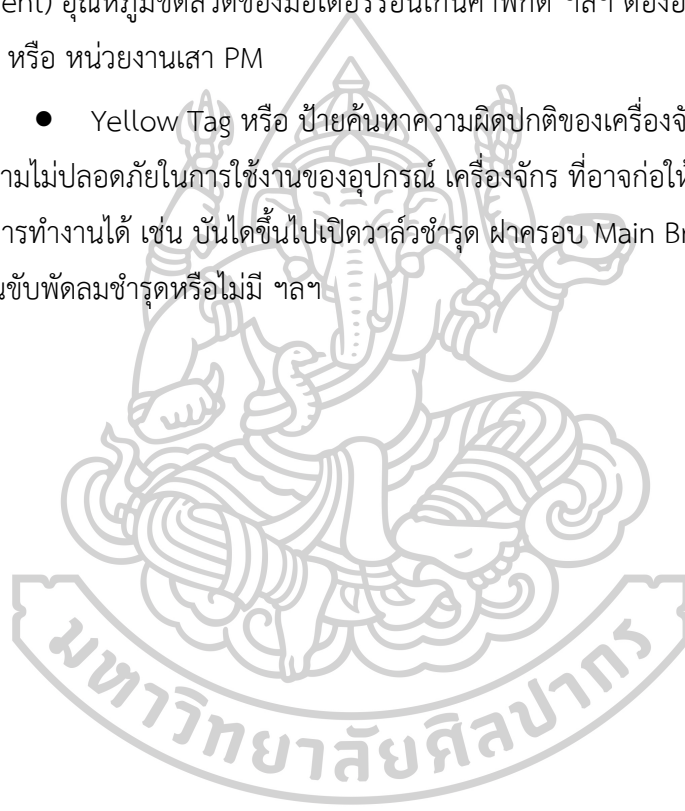 ent) อุณหภูมิขดลวดของมอเตอร์ร้อนเกินค่าพิกัด ฯลฯ ต้องอ
หรือ หน่วยงานเสา PM
● Yellow Tag หรือ ป้ายค้นหาความผิดปกติของเครื่องจั
ามไม่ปลอดภัยในการใช้งานของอุปกรณ์ เครื่องจักร ที่อาจก่อให้
ารทำงานได้ เช่น บันไดขึ้นไปเปิดวาล์วชำรุด ฝาครอบ Main Br
นขับพัดลมชำรุดหรือไม่มี ฯลฯ
มหาวิทยาลัยศิลปากร